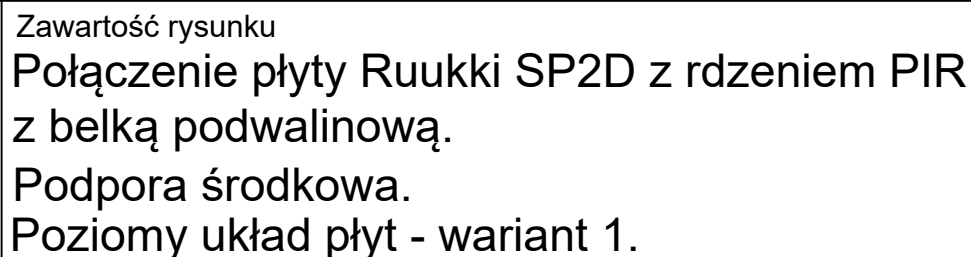 Zawartość rysunku
Połączenie płyty Ruukki SP2D z rdzeniem PIR
z belką podwalinową.
Podpora środkowa.
Poziomy układ płyt - wariant 1.